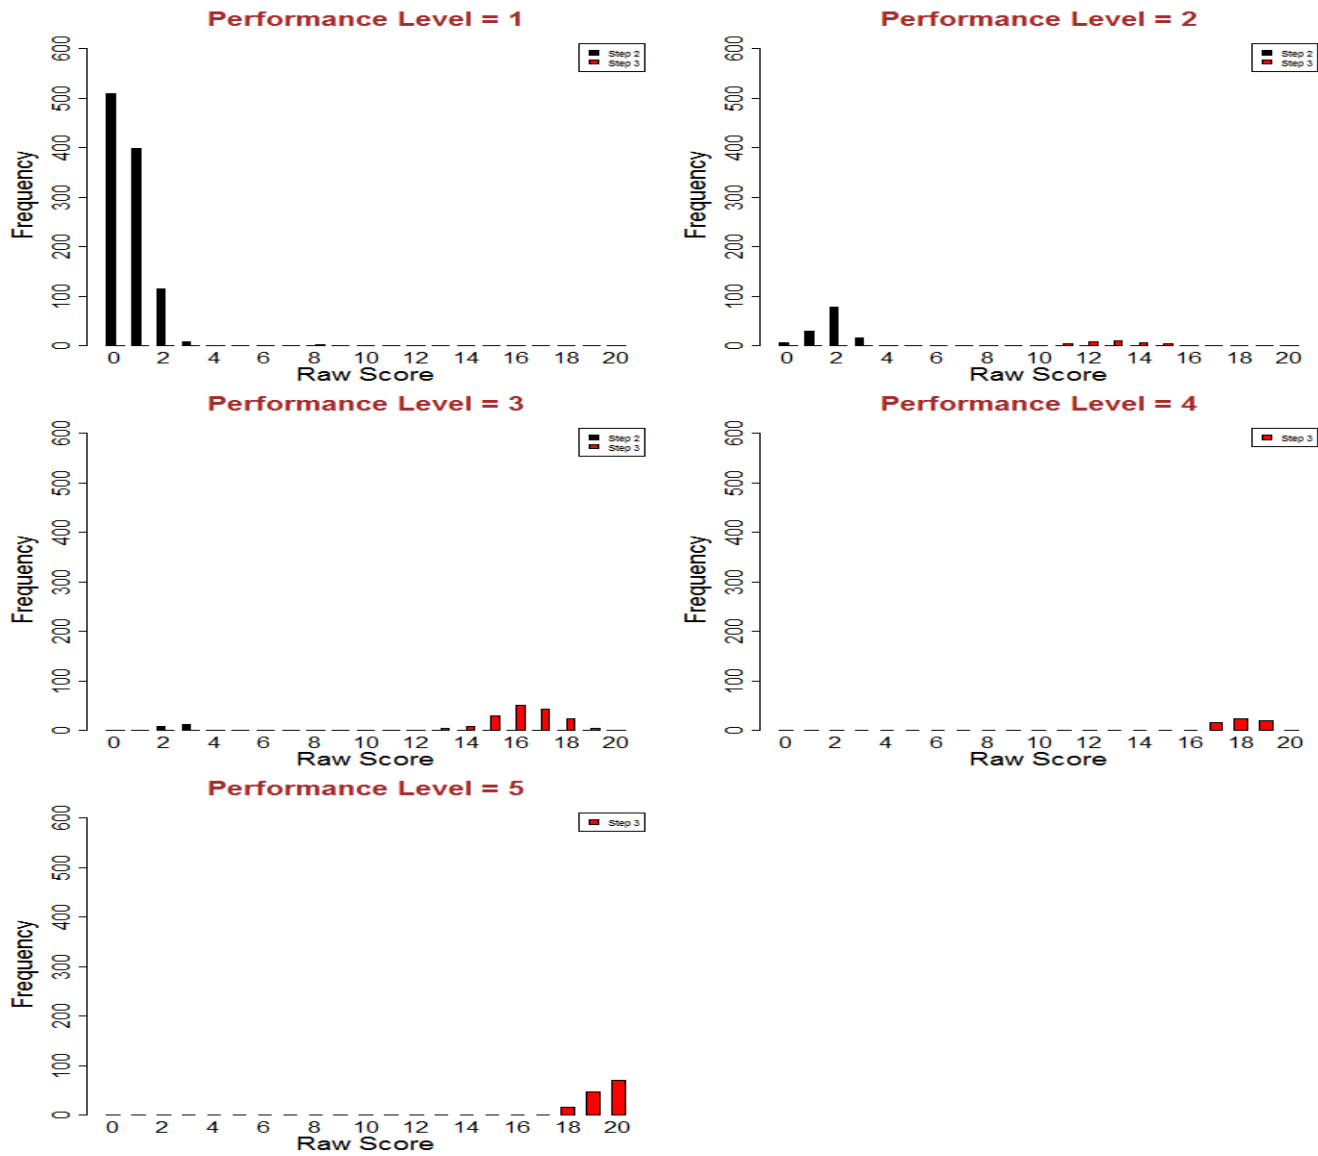 Performance Level = 1
Step 2
Step 3
Frequency
0 100 200 300 400 500 600
0 2 4 6 8 10 12 14 16 18 20
Raw Score
Performance Level = 2
Step 2
Step 3
Frequency
0 100 200 300 400 500 600
0 2 4 6 8 10 12 14 16 18 20
Raw Score
Performance Level = 3
Step 2
Step 3
Frequency
0 100 200 300 400 500 600
0 2 4 6 8 10 12 14 16 18 20
Raw Score
Performance Level = 4
Step 3
Frequency
0 100 200 300 400 500 600
0 2 4 6 8 10 12 14 16 18 20
Raw Score
Performance Level = 5
Step 3
Frequency
0 100 200 300 400 500 600
0 2 4 6 8 10 12 14 16 18 20
Raw Score